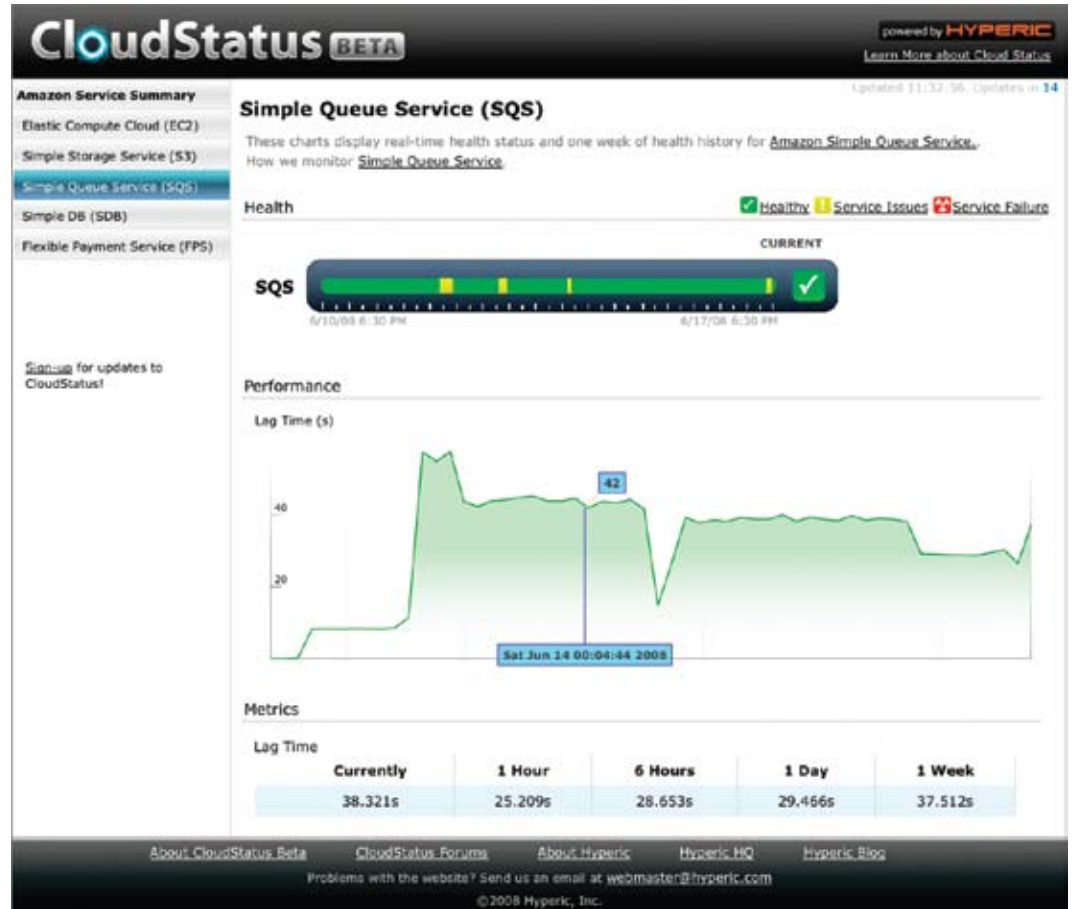 CloudStatus BETA
powered by HYPERIC
Learn More about Cloud Status
Updated 11:32:56. Updates in 14
Amazon Service Summary
Elastic Compute Cloud (EC2)
Simple Storage Service (S3)
Simple Queue Service (SQS)
Simple DB (SDB)
Flexible Payment Service (FPS)
Sign-up for updates to
CloudStatus!
Simple Queue Service (SQS)
These charts display real-time health status and one week of health history for Amazon Simple Queue Service..
How we monitor Simple Queue Service.
Health
Healthy Service Issues Service Failure
CURRENT
SQS
6/10/08 6:30 PM 6/17/08 6:30 PM
Performance
Lag Time (s)
42
40
20
Sat Jun 14 00:04:44 2008
Metrics
Lag Time
Currently 1 Hour 6 Hours 1 Day 1 Week
38.321s 25.209s 28.653s 29.466s 37.512s
About CloudStatus Beta CloudStatus Forums About Hyperic Hyperic HQ Hyperic Blog
Problems with the website? Send us an email at webmaster@hyperic.com
©2008 Hyperic, Inc.